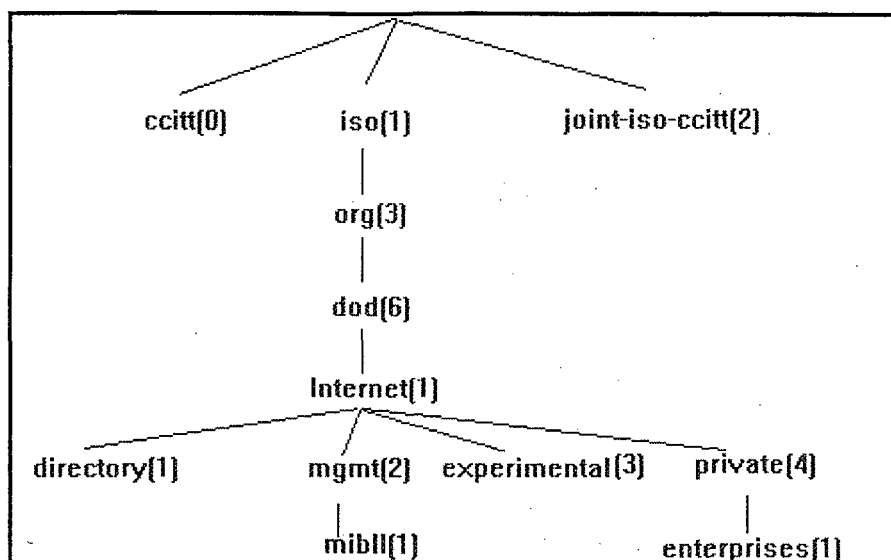 ccitt(0) iso(1) joint-iso-ccitt(2)
org(3)
dod(6)
Internet(1)
directory(1) mgmt(2) experimental(3) private(4)
mibII(1) enterprises(1)